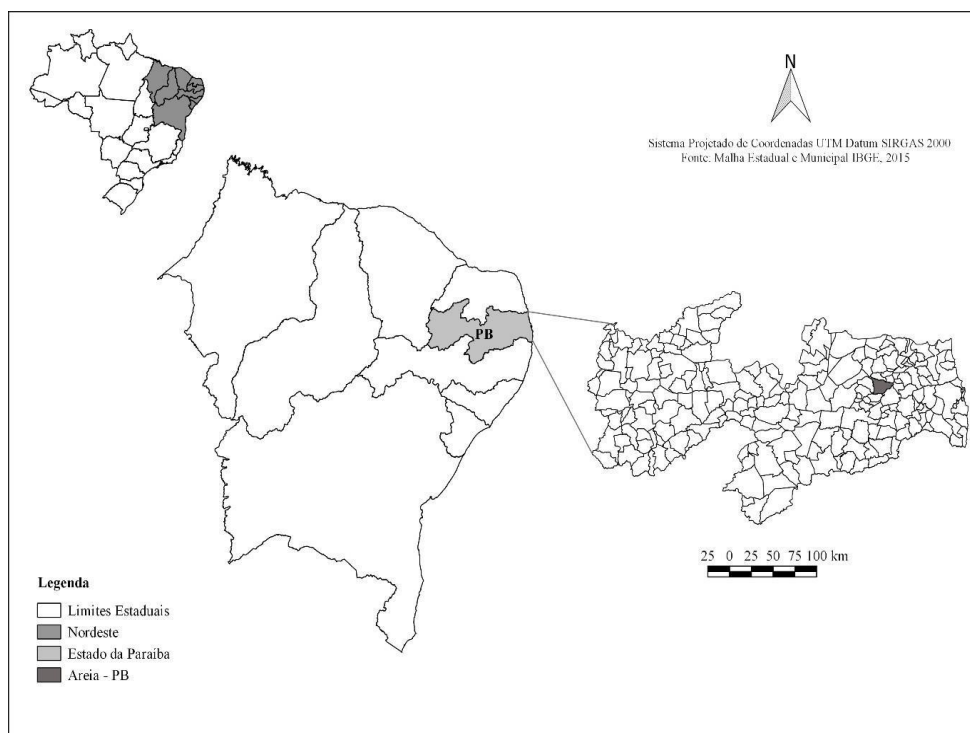 N
Sistema Projetado de Coordenadas UTM Datum SIRGAS 2000
Fonte: Malha Estadual e Municipal IBGE, 2015
PB
25 0 25 50 75 100 km
Legenda
Limites Estaduais
Nordeste
Estado da Paraíba
Areia - PB